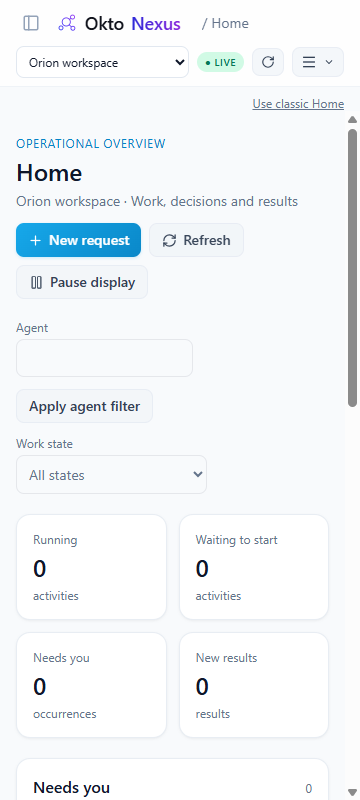 Okto Nexus / Home
Orion workspace LIVE
Use classic Home
OPERATIONAL OVERVIEW
Home
Orion workspace · Work, decisions and results
New request Refresh
Pause display
Agent
Apply agent filter
Work state
All states
Running Waiting to start
0 0
activities activities
Needs you New results
0 0
occurrences results
Needs you 0